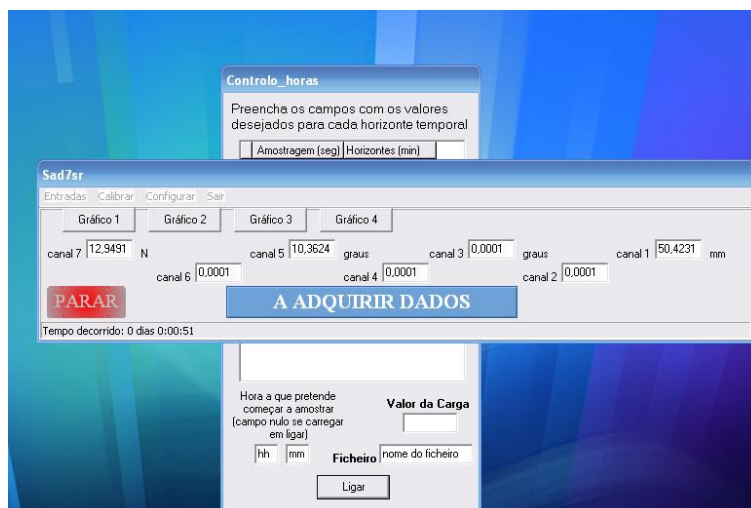 Controlo_horas
Preencha os campos com os valores
desejados para cada horizonte temporal
Amostragem (seg) Horizontes (min)
Sad7sr
Entradas Calibrar Configurar Sair
Gráfico 1 Gráfico 2 Gráfico 3 Gráfico 4
canal 7 12,9491 N canal 5 10,3624 graus canal 3 0,0001 graus canal 1 50,4231 mm
canal 6 0,0001 canal 4 0,0001 canal 2 0,0001
PARAR A ADQUIRIR DADOS
Tempo decorrido: 0 dias 0:00:51
Hora a que pretende
começar a amostrar
(campo nulo se carregar
em ligar)
Valor da Carga
hh mm Ficheiro nome do ficheiro
Ligar